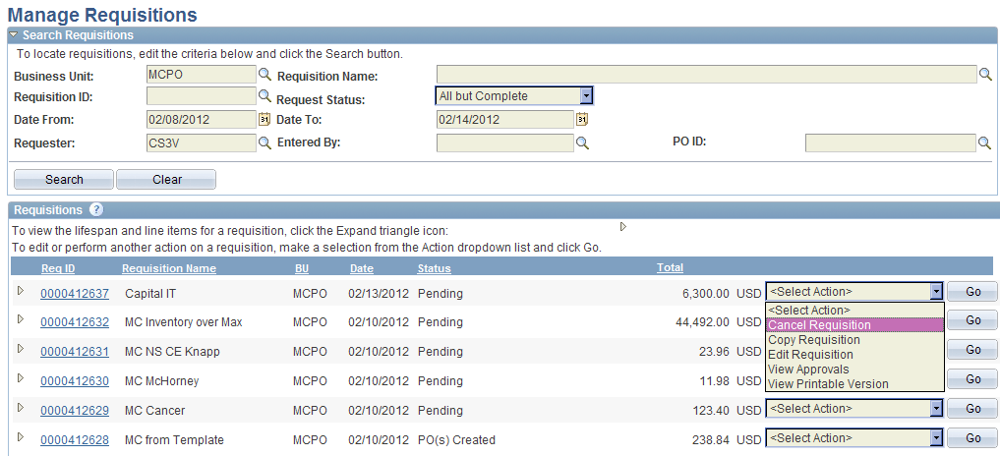 Manage Requisitions
Search Requisitions
To locate requisitions, edit the criteria below and click the Search button.
Business Unit: MCPO Requisition Name:
Requisition ID: Request Status: All but Complete
Date From: 02/08/2012 31 Date To: 02/14/2012 31
Requester: CS3V Entered By: PO ID:
Search Clear
Requisitions ?
To view the lifespan and line items for a requisition, click the Expand triangle icon:
To edit or perform another action on a requisition, make a selection from the Action dropdown list and click Go.
Req ID Requisition Name BU Date Status Total
0000412637 Capital IT MCPO 02/13/2012 Pending 6,300.00 USD <Select Action> Go
0000412632 MC Inventory over Max MCPO 02/10/2012 Pending 44,492.00 USD Go
0000412631 MC NS CE Knapp MCPO 02/10/2012 Pending 23.96 USD Go
0000412630 MC McHorney MCPO 02/10/2012 Pending 11.98 USD Go
<Select Action>
Cancel Requisition
Copy Requisition
Edit Requisition
View Approvals
View Printable Version
0000412629 MC Cancer MCPO 02/10/2012 Pending 123.40 USD <Select Action> Go
0000412628 MC from Template MCPO 02/10/2012 PO(s) Created 238.84 USD <Select Action> Go